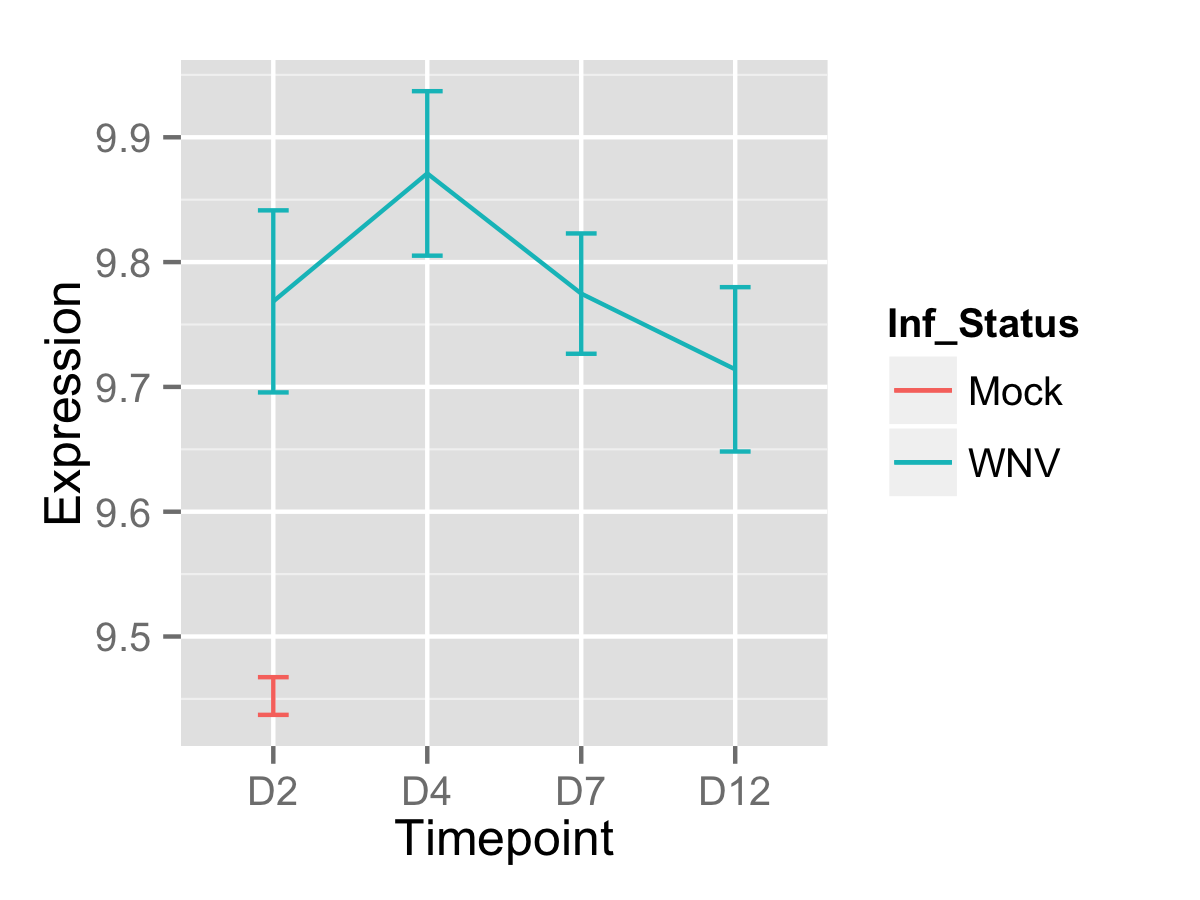 9.9
9.8
9.7
9.6
9.5
Expression
D2 D4 D7 D12
Timepoint
Inf_Status
Mock
WNV